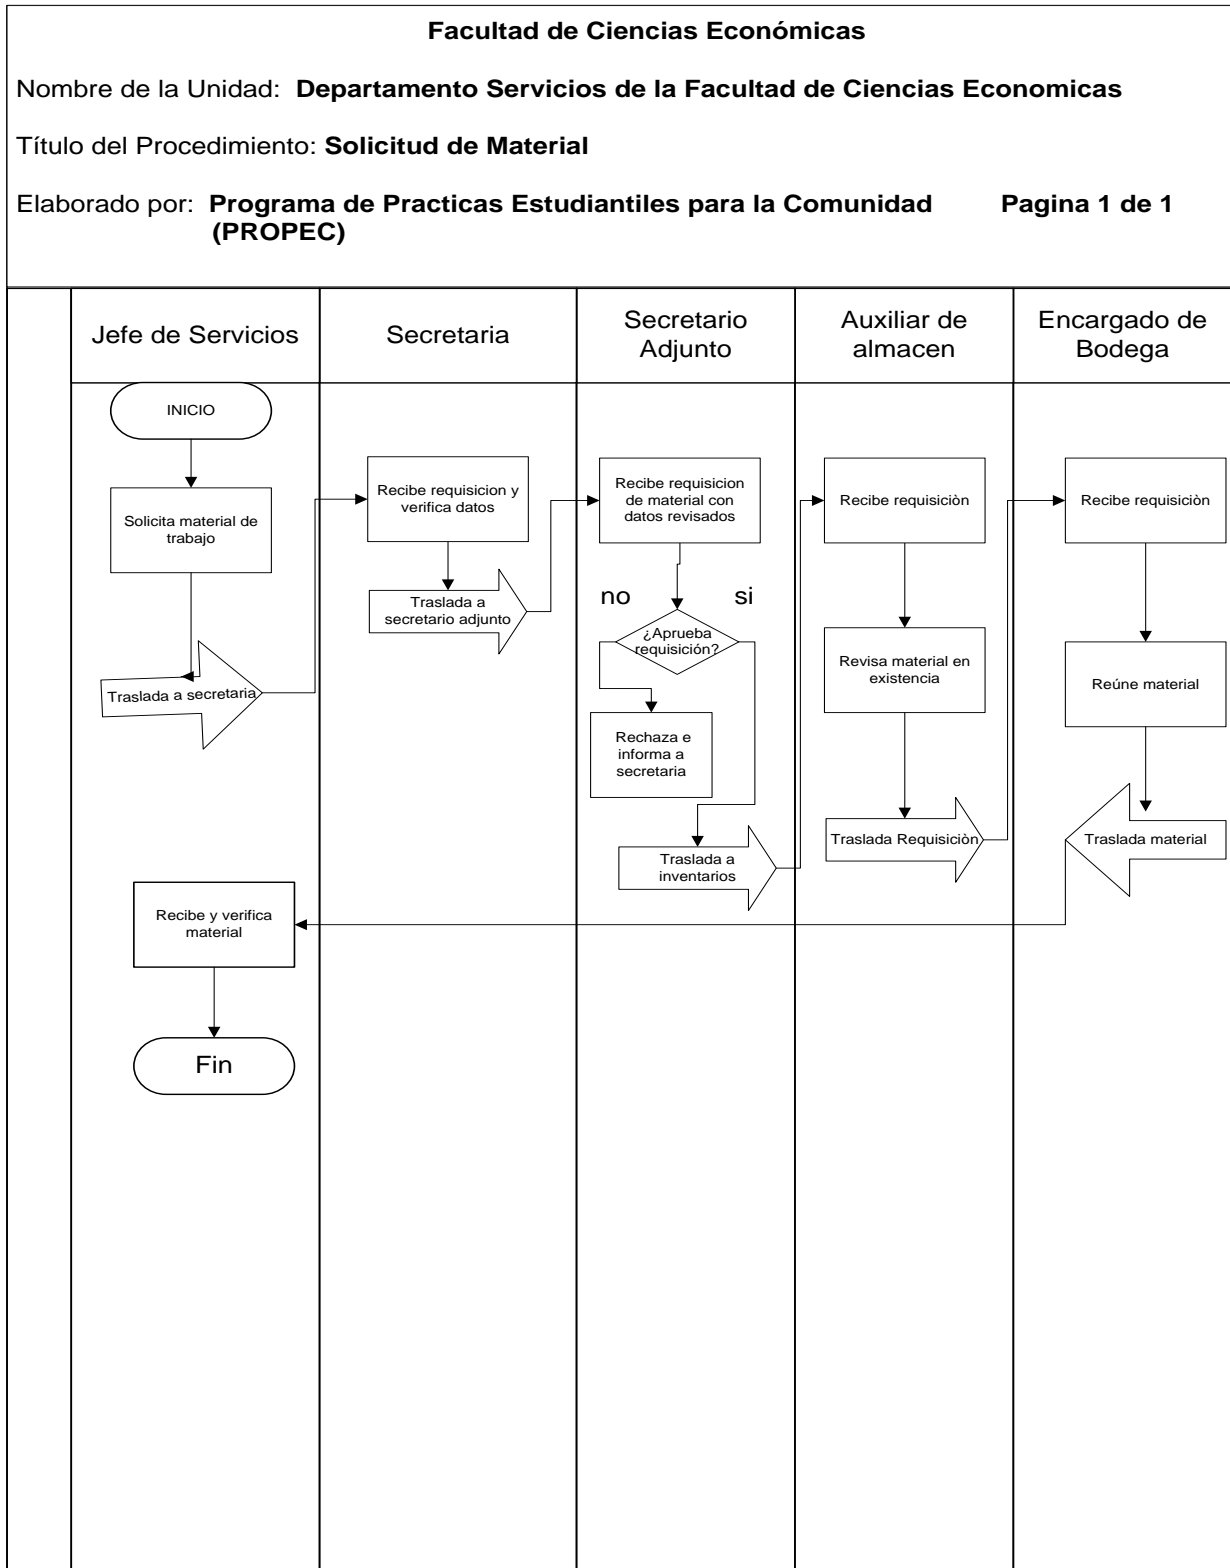 Facultad de Ciencias Económicas
Nombre de la Unidad: Departamento Servicios de la Facultad de Ciencias Economicas
Título del Procedimiento: Solicitud de Material
Elaborado por: Programa de Practicas Estudiantiles para la Comunidad Pagina 1 de 1
(PROPEC)
Jefe de Servicios
Secretaria
Secretario
Adjunto
Auxiliar de
almacen
Encargado de
Bodega
INICIO
Solicita material de
trabajo
Traslada a secretaria
Recibe requisicion y
verifica datos
Traslada a
secretario adjunto
Recibe requisicion
de material con
datos revisados
no
si
¿Aprueba
requisición?
Rechaza e
informa a
secretaria
Traslada a
inventarios
Recibe requisiciòn
Revisa material en
existencia
Traslada Requisiciòn
Recibe requisiciòn
Reúne material
Traslada material
Recibe y verifica
material
Fin